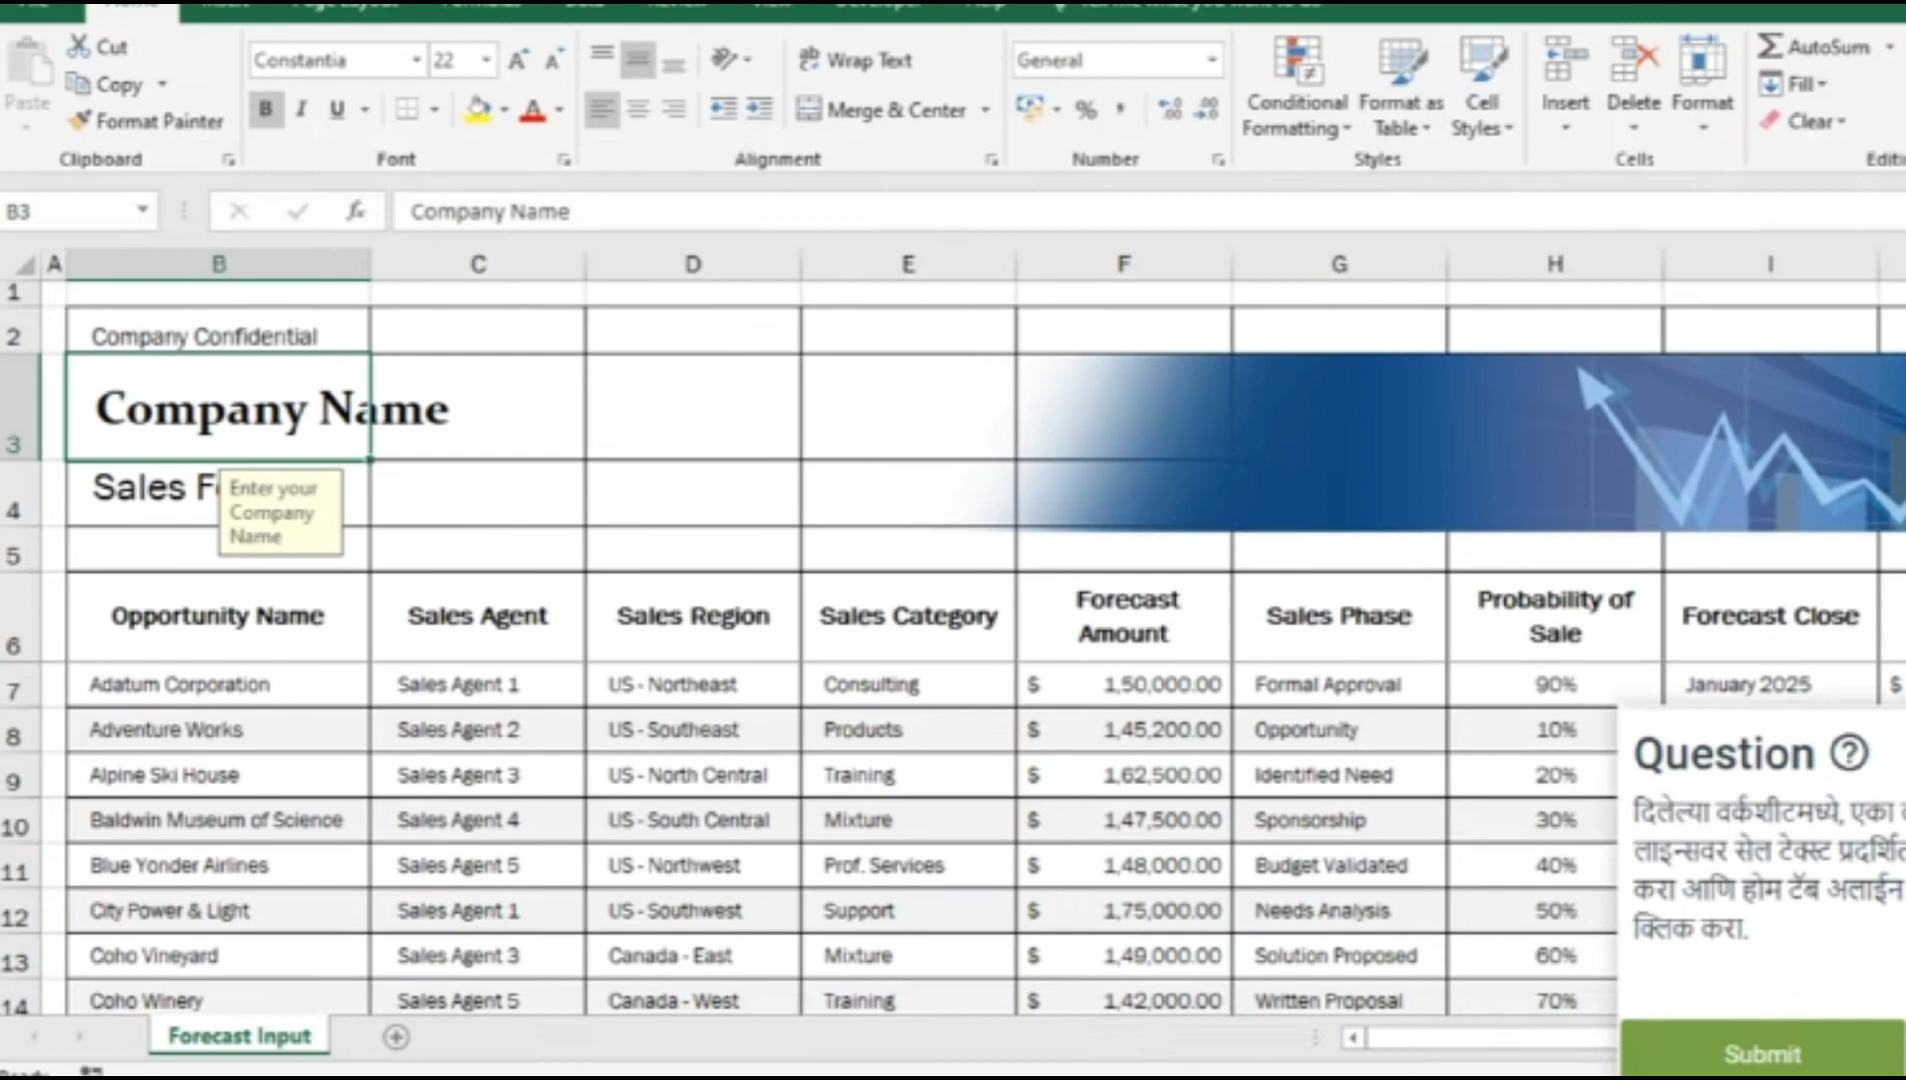 Cut
Copy
Format Painter
Paste
Clipboard
Constantia 22
B I U
Font
Wrap Text
Merge & Center
Alignment
General
%
Number
Conditional Formatting
Format as Table
Cell Styles
Styles
Insert
Delete
Format
Cells
AutoSum
Fill
Clear
B3 fx Company Name
A B C D E F G H I
1
2 Company Confidential
3 Company Name
4 Sales
Enter your
Company
Name
5
6 Opportunity Name Sales Agent Sales Region Sales Category Forecast Amount Sales Phase Probability of Sale Forecast Close
7 Adatum Corporation Sales Agent 1 US - Northeast Consulting $ 1,50,000.00 Formal Approval 90% January 2025 $
8 Adventure Works Sales Agent 2 US - Southeast Products $ 1,45,200.00 Opportunity 10%
9 Alpine Ski House Sales Agent 3 US - North Central Training $ 1,62,500.00 Identified Need 20%
10 Baldwin Museum of Science Sales Agent 4 US - South Central Mixture $ 1,47,500.00 Sponsorship 30%
11 Blue Yonder Airlines Sales Agent 5 US - Northwest Prof. Services $ 1,48,000.00 Budget Validated 40%
12 City Power & Light Sales Agent 1 US - Southwest Support $ 1,75,000.00 Needs Analysis 50%
13 Coho Vineyard Sales Agent 3 Canada - East Mixture $ 1,49,000.00 Solution Proposed 60%
14 Coho Winery Sales Agent 5 Canada - West Training $ 1,42,000.00 Written Proposal 70%
Question ?
दिलेल्या वर्कशीटमध्ये, एका
लाइन्सवर सेल टेक्स्ट
करा आणि होम टॅब अलाईन
क्लिक करा.
Submit
Forecast Input